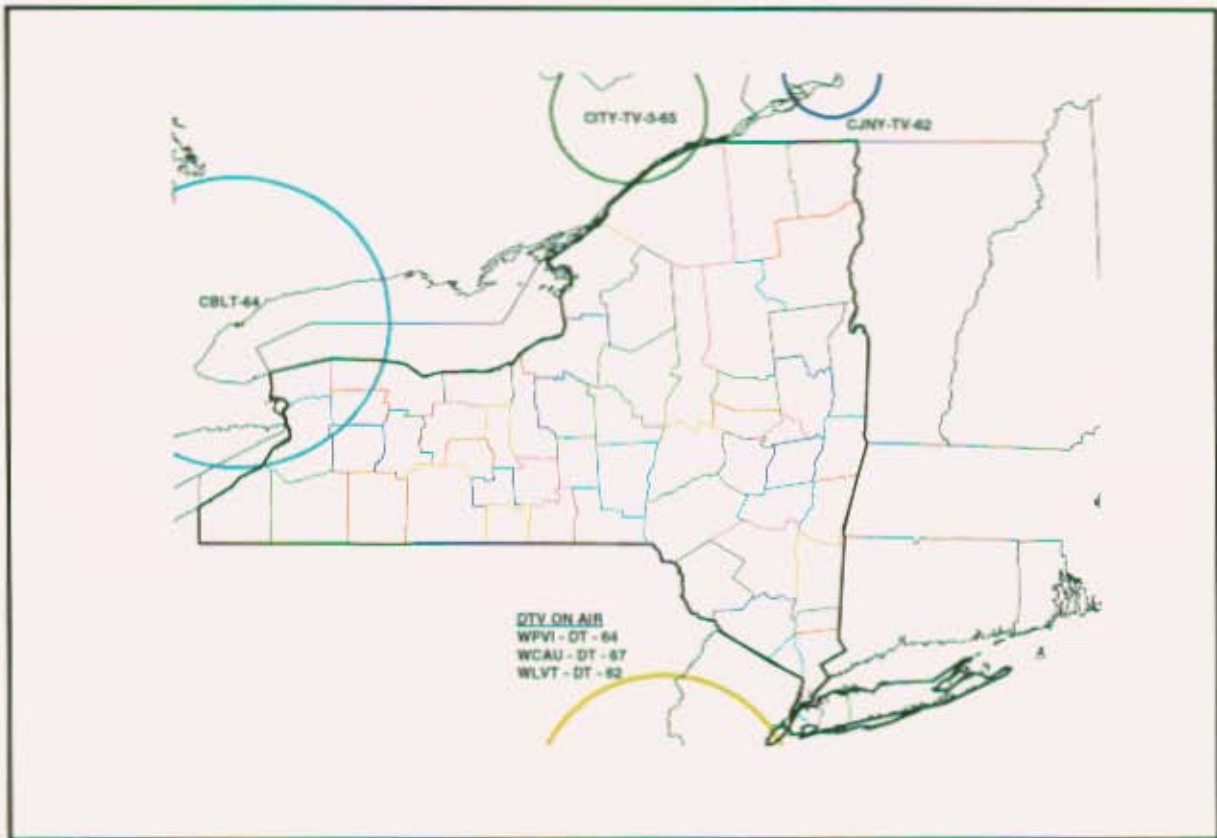 CITY-TV-3-65
CJNY-TV-62
CBLT-64
DTV ON AIR
WPVI - DT - 64
WCAU - DT - 67
WLVT - DT - 62